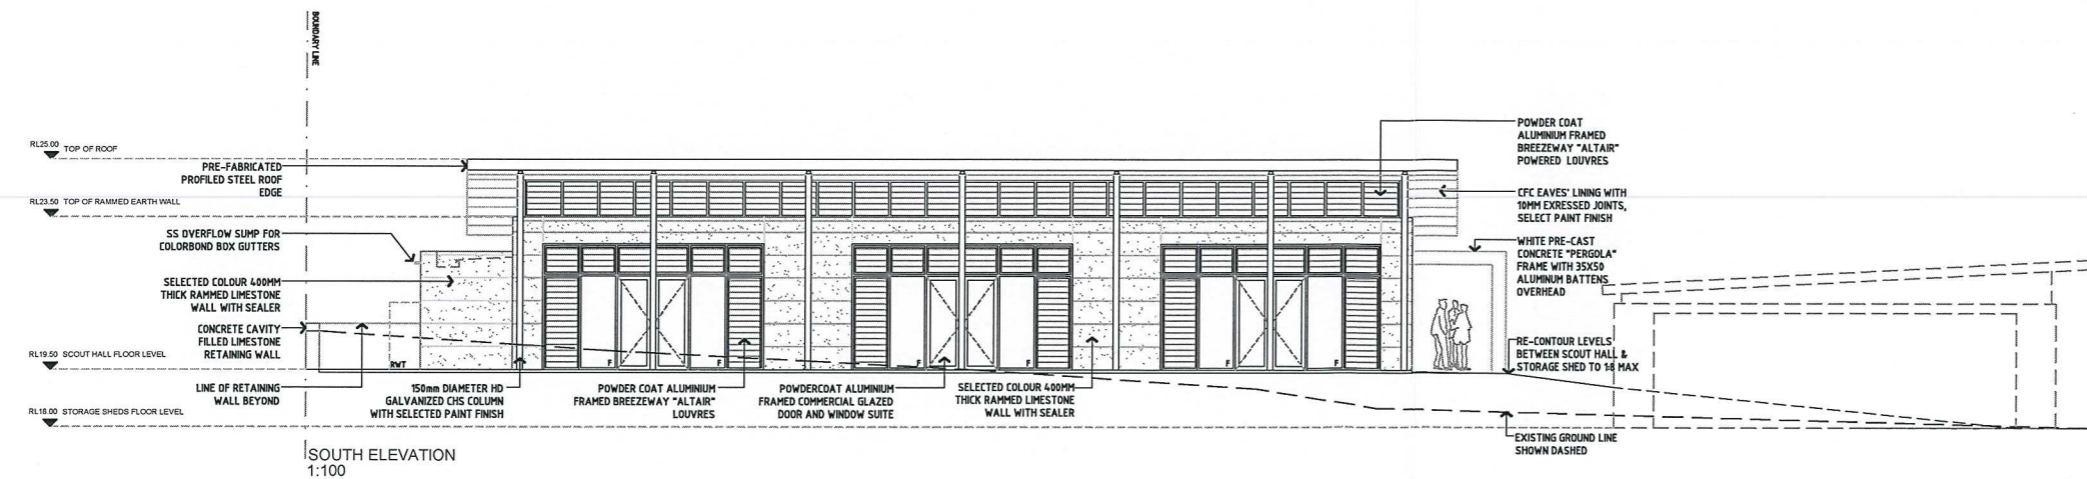 BOUNDARY LINE
RL25.00 TOP OF ROOF
PRE-FABRICATED
PROFILED STEEL ROOF
EDGE
RL23.50 TOP OF RAMMED EARTH WALL
SS OVERFLOW SUMP FOR
COLORBOND BOX GUTTERS
SELECTED COLOUR 400MM
THICK RAMMED LIMESTONE
WALL WITH SEALER
CONCRETE CAVITY
FILLED LIMESTONE
RETAINING WALL
RL19.50 SCOUT HALL FLOOR LEVEL
RWT
LINE OF RETAINING
WALL BEYOND
RL18.00 STORAGE SHEDS FLOOR LEVEL
150mm DIAMETER HD
GALVANIZED CHS COLUMN
WITH SELECTED PAINT FINISH
F
F
F
F
F
F
POWDER COAT ALUMINIUM
FRAMED BREEZEWAY "ALTAIR"
LOUVRES
POWDERCOAT ALUMINIUM
FRAMED COMMERCIAL GLAZED
DOOR AND WINDOW SUITE
SELECTED COLOUR 400MM
THICK RAMMED LIMESTONE
WALL WITH SEALER
POWDER COAT
ALUMINIUM FRAMED
BREEZEWAY "ALTAIR"
POWERED LOUVRES
CFC EAVES' LINING WITH
10MM EXRESSED JOINTS,
SELECT PAINT FINISH
WHITE PRE-CAST
CONCRETE "PERGOLA"
FRAME WITH 35X50
ALUMINUM BATTENS
OVERHEAD
RE-CONTOUR LEVELS
BETWEEN SCOUT HALL &
STORAGE SHED TO 1:8 MAX
EXISTING GROUND LINE
SHOWN DASHED
SOUTH ELEVATION
1:100